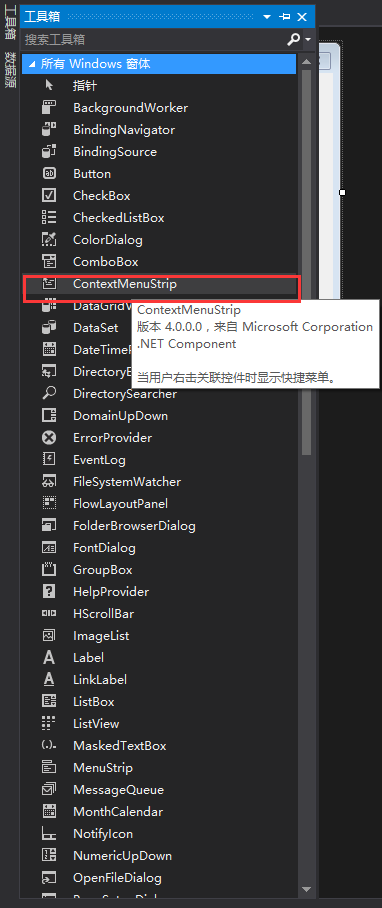 工具箱
数据源
工具箱
搜索工具箱
所有 Windows 窗体
指针
BackgroundWorker
BindingNavigator
BindingSource
Button
CheckBox
CheckedListBox
ColorDialog
ComboBox
ContextMenuStrip
DataGridV
ContextMenuStrip
版本 4.0.0.0，来自 Microsoft Corporation
.NET Component
当用户右击关联控件时显示快捷菜单。
DataSet
DateTimeP
DirectoryE
DirectorySearcher
DomainUpDown
ErrorProvider
EventLog
FileSystemWatcher
FlowLayoutPanel
FolderBrowserDialog
FontDialog
GroupBox
HelpProvider
HScrollBar
ImageList
Label
LinkLabel
ListBox
ListView
MaskedTextBox
MenuStrip
MessageQueue
MonthCalendar
NotifyIcon
NumericUpDown
OpenFileDialog